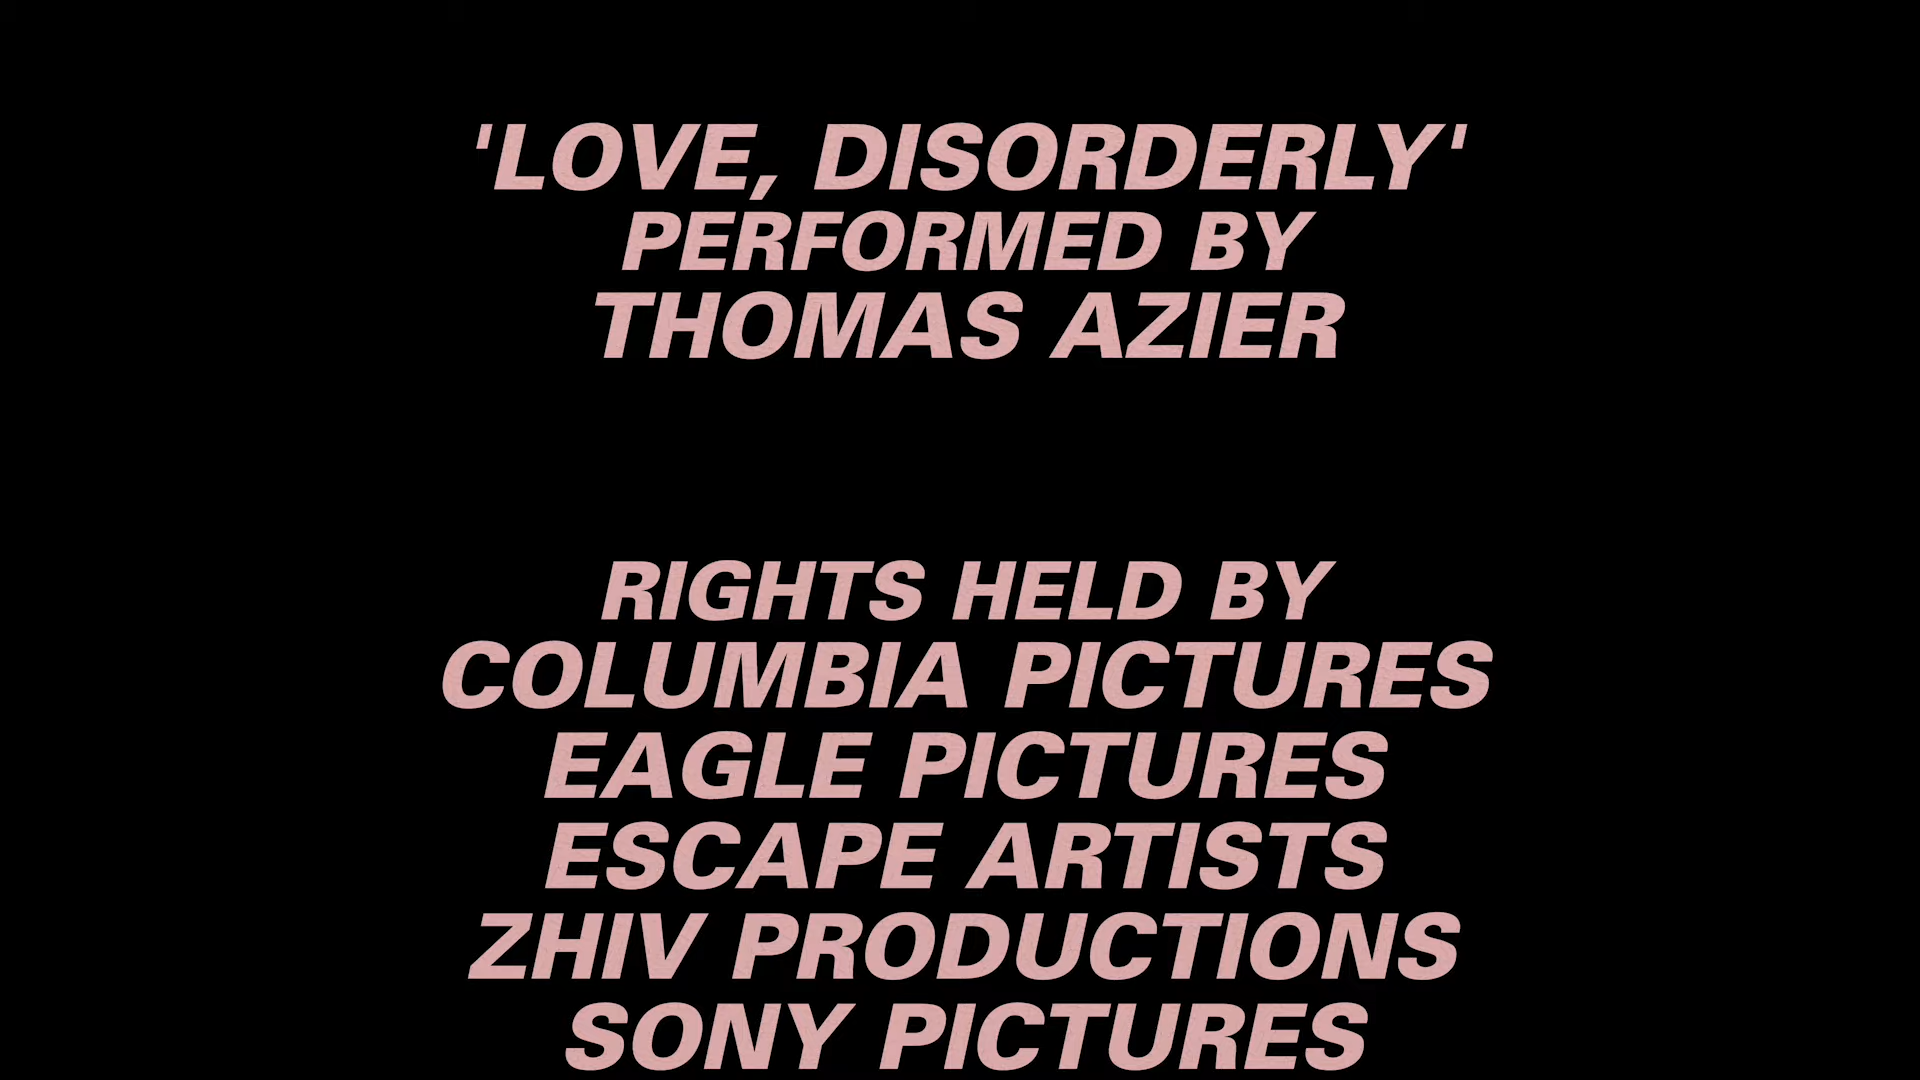 'LOVE, DISORDERLY'
PERFORMED BY
THOMAS AZIER
RIGHTS HELD BY
COLUMBIA PICTURES
EAGLE PICTURES
ESCAPE ARTISTS
ZHIV PRODUCTIONS
SONY PICTURES